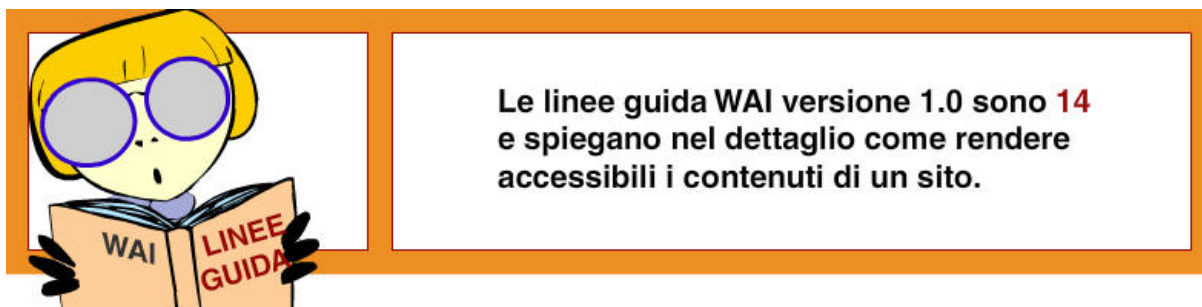 Le linee guida WAI versione 1.0 sono 14
e spiegano nel dettaglio come rendere
accessibili i contenuti di un sito.
WAI
LINEE
GUIDA